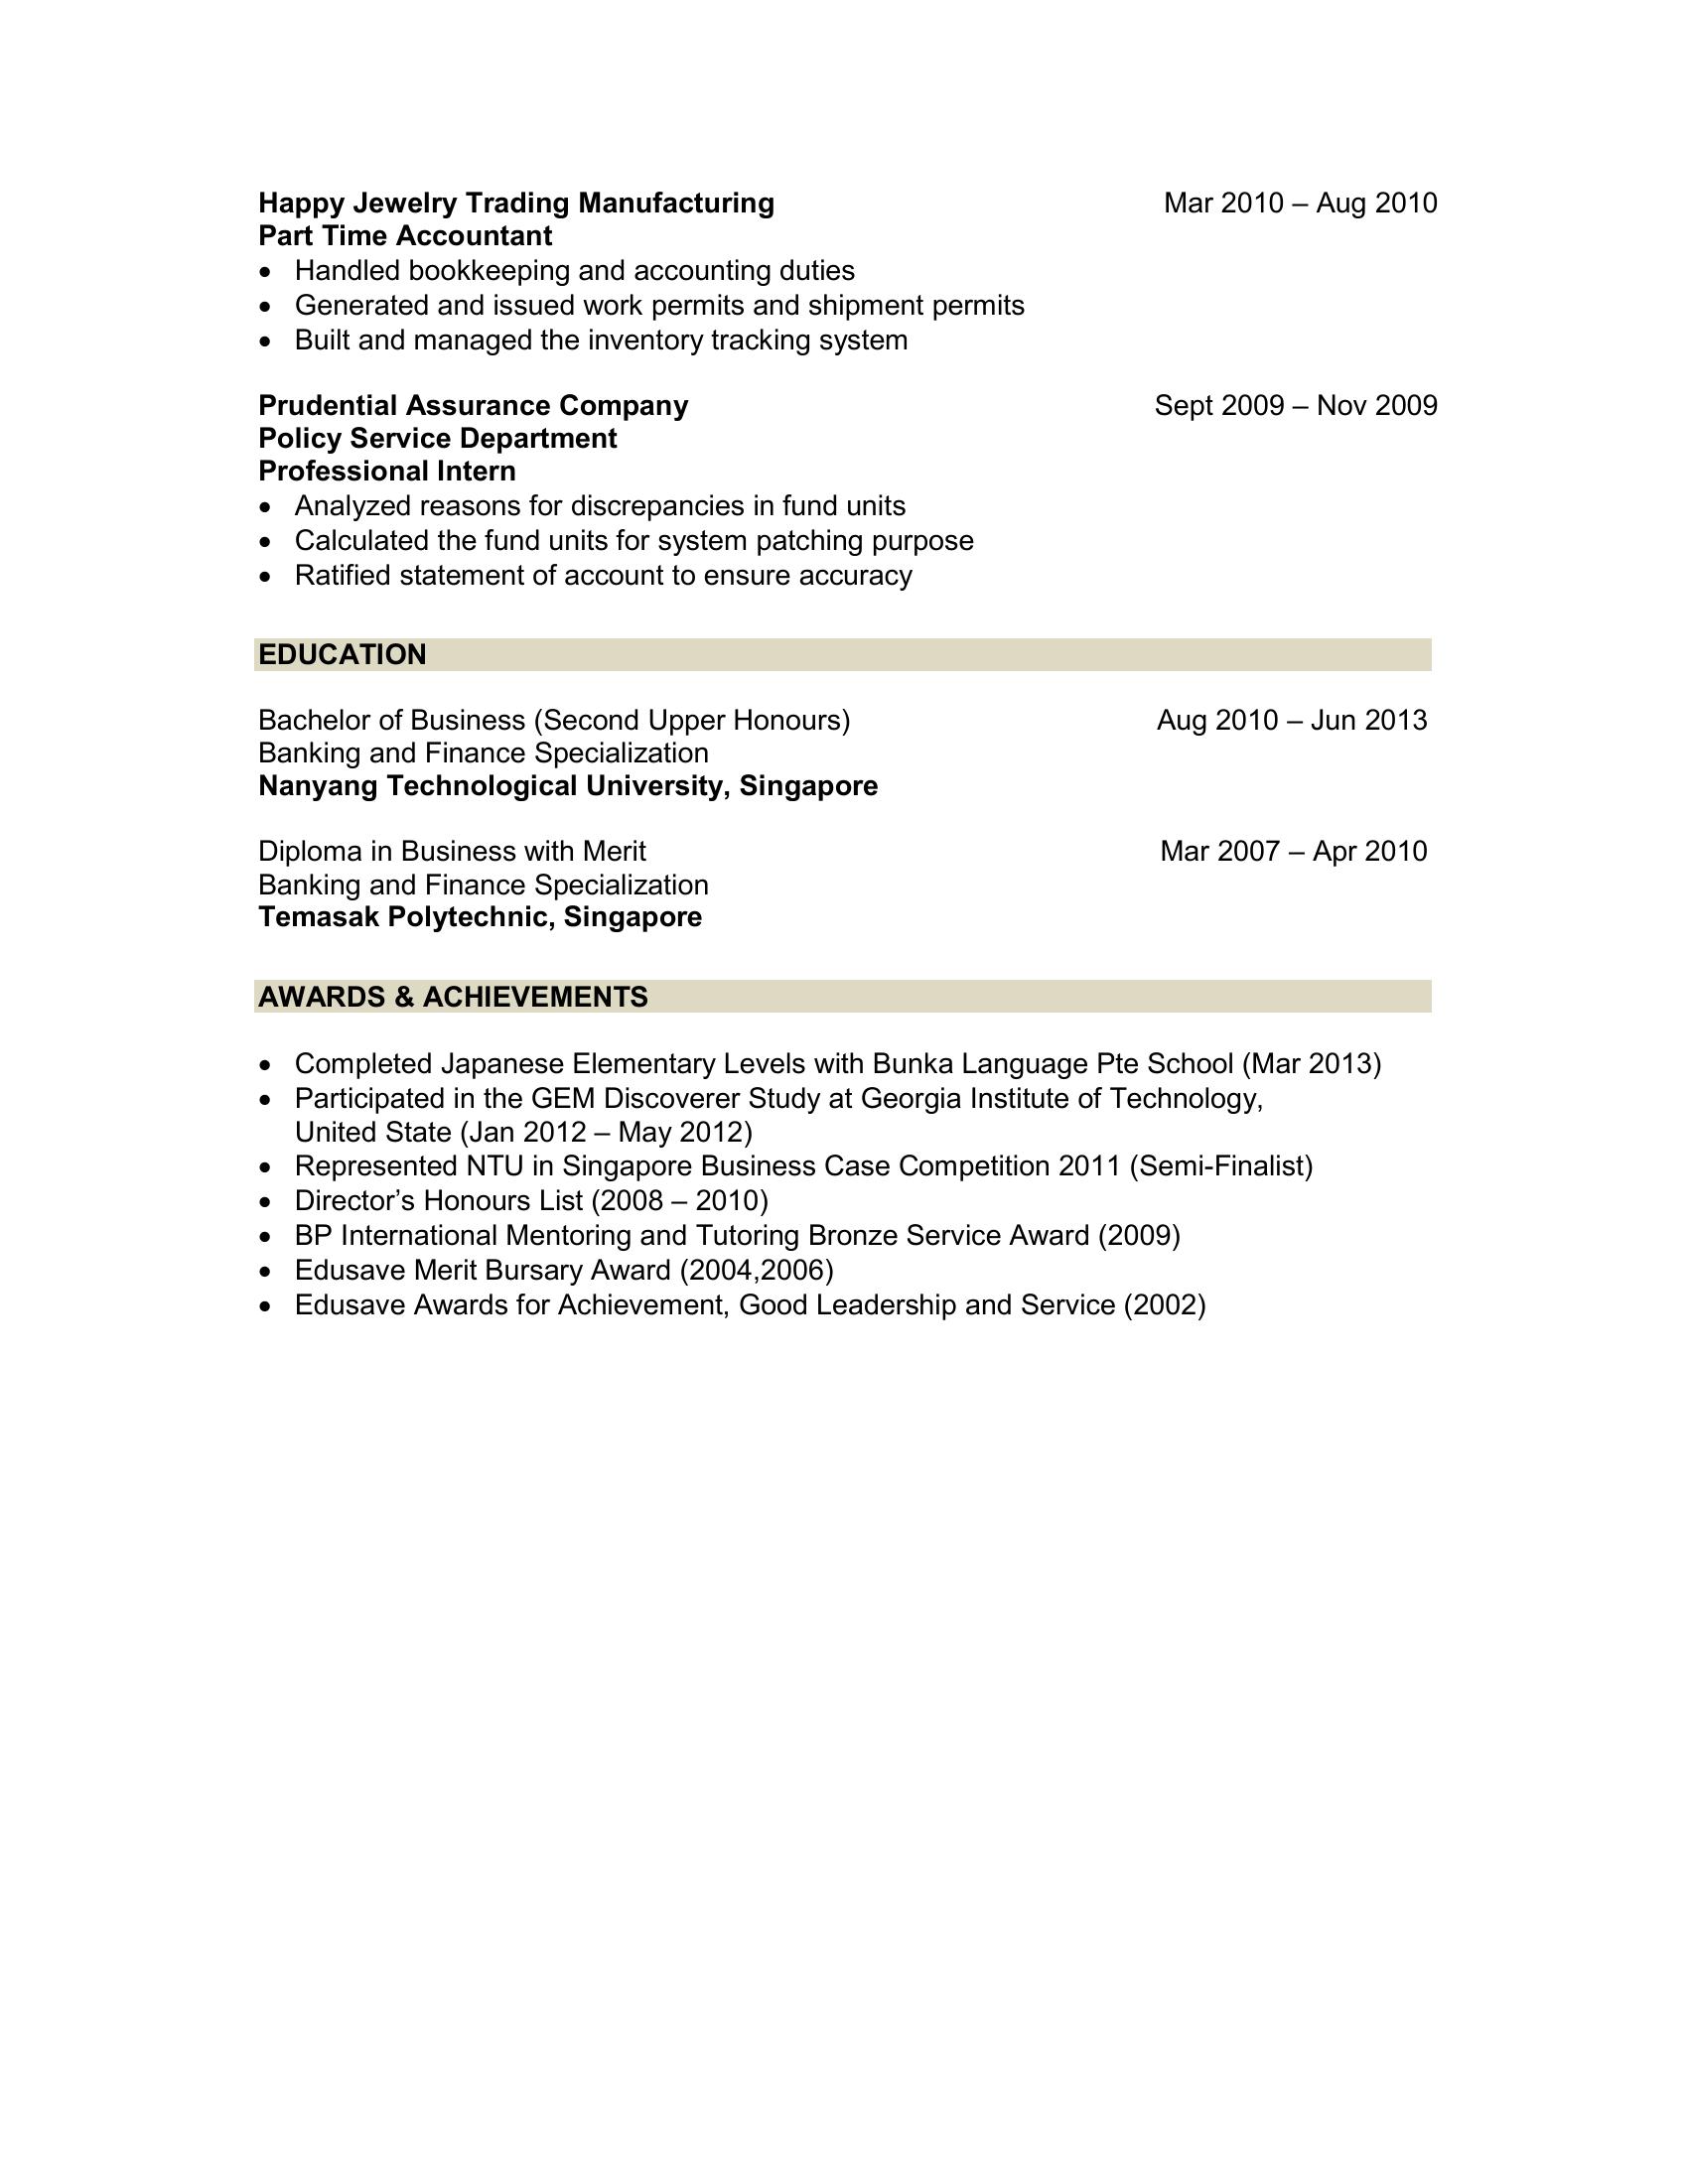 Happy Jewelry Trading Manufacturing Mar 2010 – Aug 2010
Part Time Accountant
• Handled bookkeeping and accounting duties
• Generated and issued work permits and shipment permits
• Built and managed the inventory tracking system
Prudential Assurance Company Sept 2009 – Nov 2009
Policy Service Department
Professional Intern
• Analyzed reasons for discrepancies in fund units
• Calculated the fund units for system patching purpose
• Ratified statement of account to ensure accuracy
EDUCATION
Bachelor of Business (Second Upper Honours) Aug 2010 – Jun 2013
Banking and Finance Specialization
Nanyang Technological University, Singapore
Diploma in Business with Merit Mar 2007 – Apr 2010
Banking and Finance Specialization
Temasak Polytechnic, Singapore
AWARDS & ACHIEVEMENTS
• Completed Japanese Elementary Levels with Bunka Language Pte School (Mar 2013)
• Participated in the GEM Discoverer Study at Georgia Institute of Technology,
United State (Jan 2012 – May 2012)
• Represented NTU in Singapore Business Case Competition 2011 (Semi-Finalist)
• Director’s Honours List (2008 – 2010)
• BP International Mentoring and Tutoring Bronze Service Award (2009)
• Edusave Merit Bursary Award (2004,2006)
• Edusave Awards for Achievement, Good Leadership and Service (2002)